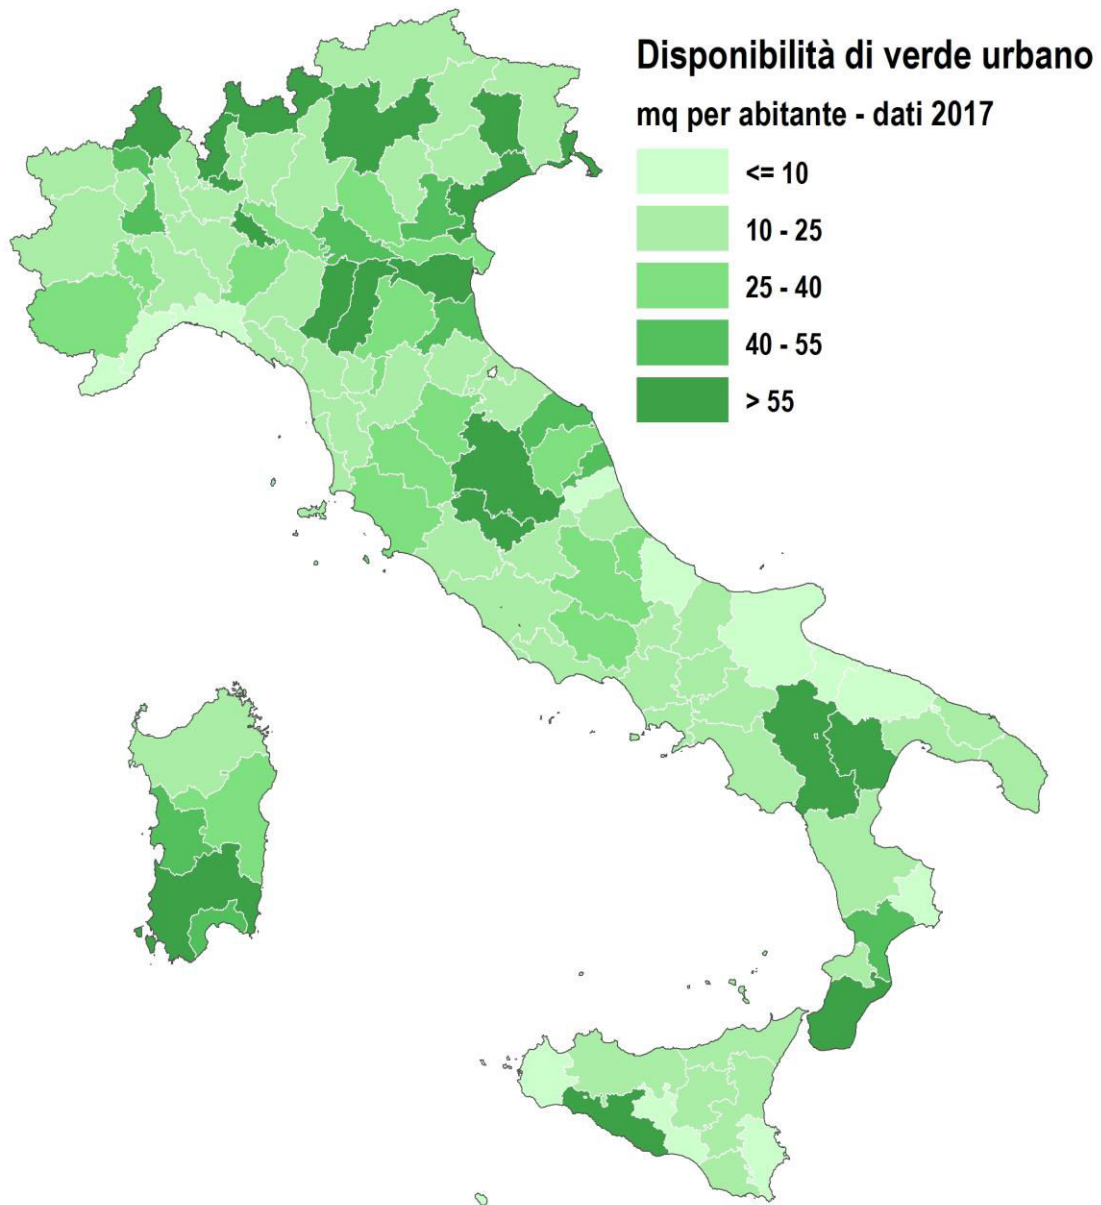 Disponibilità di verde urbano
mq per abitante - dati 2017
<= 10
10 - 25
25 - 40
40 - 55
> 55